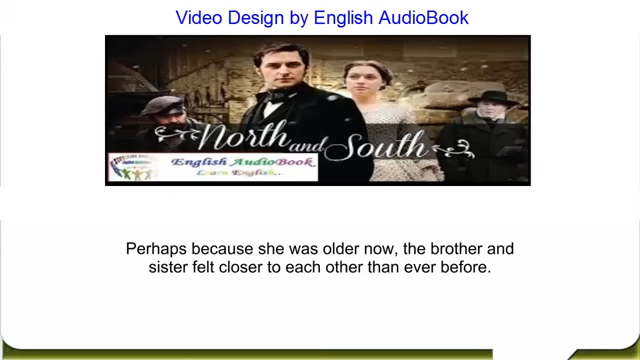 Video Design by English AudioBook
North and South
English AudioBook
Learn English...
Perhaps because she was older now, the brother and
sister felt closer to each other than ever before.